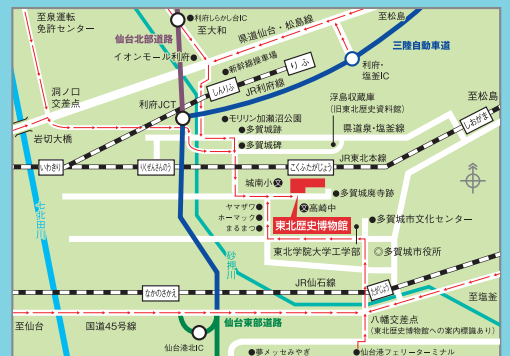 至泉運転
免許センター
利府しらかし台IC
至大和
仙台北部道路
イオンモール利府
県道仙台・松島線
至松島
三陸自動車道
新幹線操車場
りふ
しんりふ
JR利府線
利府・
塩釜IC
洞ノ口
交差点
利府JCT
モリリン加瀬沼公園
多賀城跡
多賀城碑
浮島収蔵庫
(旧東北歴史資料館)
県道泉・塩釜線
至松島
しおがま
岩切大橋
いわきり
りくぜんさんのう
こくふたがじょう
JR東北本線
城南小
文
多賀城廃寺跡
ヤマザワ
ホーマック
まるまつ
文
高崎中
東北歴史博物館
多賀城市文化センター
七北田川
砂押川
東北学院大学工学部
◎多賀城市役所
JR仙石線
なかのさかえ
たがじょう
至塩釜
至仙台
国道45号線
仙台東部道路
八幡交差点
(東北歴史博物館への案内標識あり)
仙台港北IC
夢メッセみやぎ
仙台港フェリーターミナル